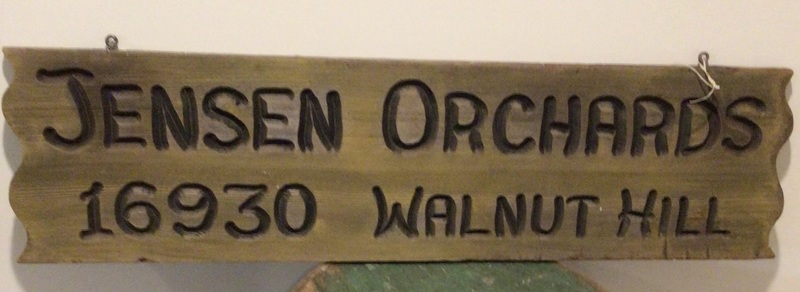 JENSEN ORCHARDS
16930 WALNUT HILL